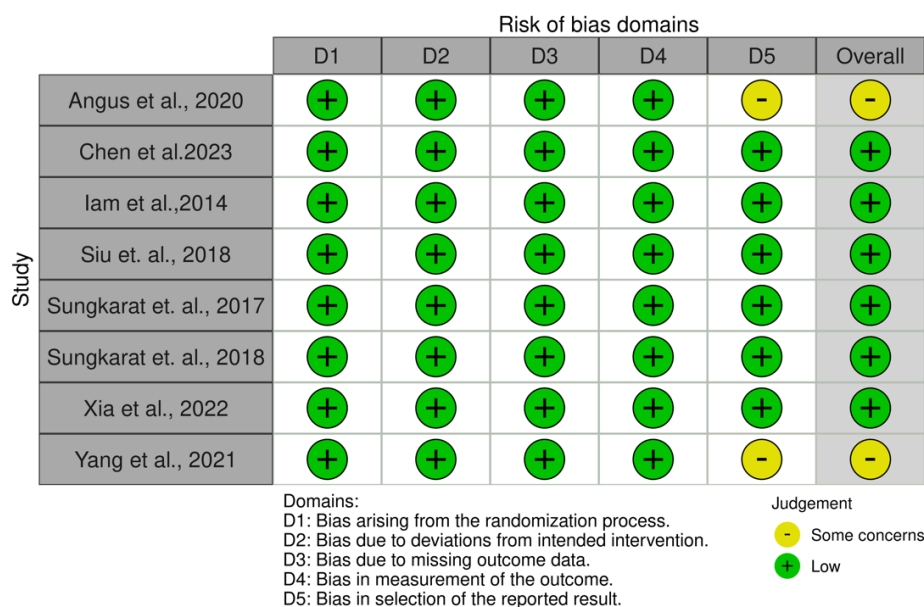 Risk of bias domains
D1 D2 D3 D4 D5 Overall
Study
Angus et al., 2020 + + + + - -
Chen et al.2023 + + + + + +
Iam et al.,2014 + + + + + +
Siu et. al., 2018 + + + + + +
Sungkarat et. al., 2017 + + + + + +
Sungkarat et. al., 2018 + + + + + +
Xia et al., 2022 + + + + + +
Yang et al., 2021 + + + + - -
Domains:
D1: Bias arising from the randomization process.
D2: Bias due to deviations from intended intervention.
D3: Bias due to missing outcome data.
D4: Bias in measurement of the outcome.
D5: Bias in selection of the reported result.
Judgement
- Some concerns
+ Low